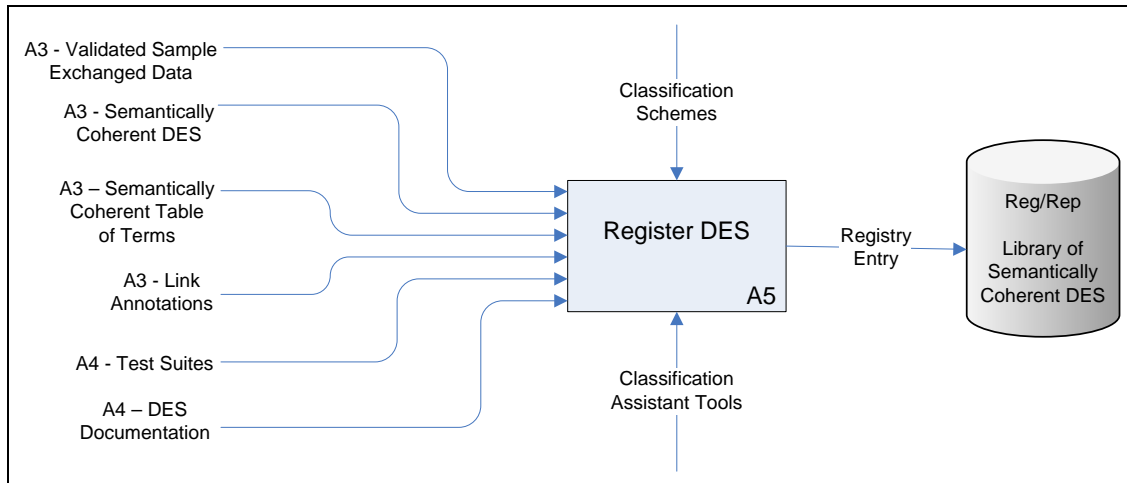 A3 - Validated Sample
Exchanged Data
A3 - Semantically
Coherent DES
A3 – Semantically
Coherent Table
of Terms
A3 - Link
Annotations
A4 - Test Suites
A4 – DES
Documentation
Classification
Schemes
Register DES
A5
Classification
Assistant Tools
Registry
Entry
Reg/Rep
Library of
Semantically
Coherent DES